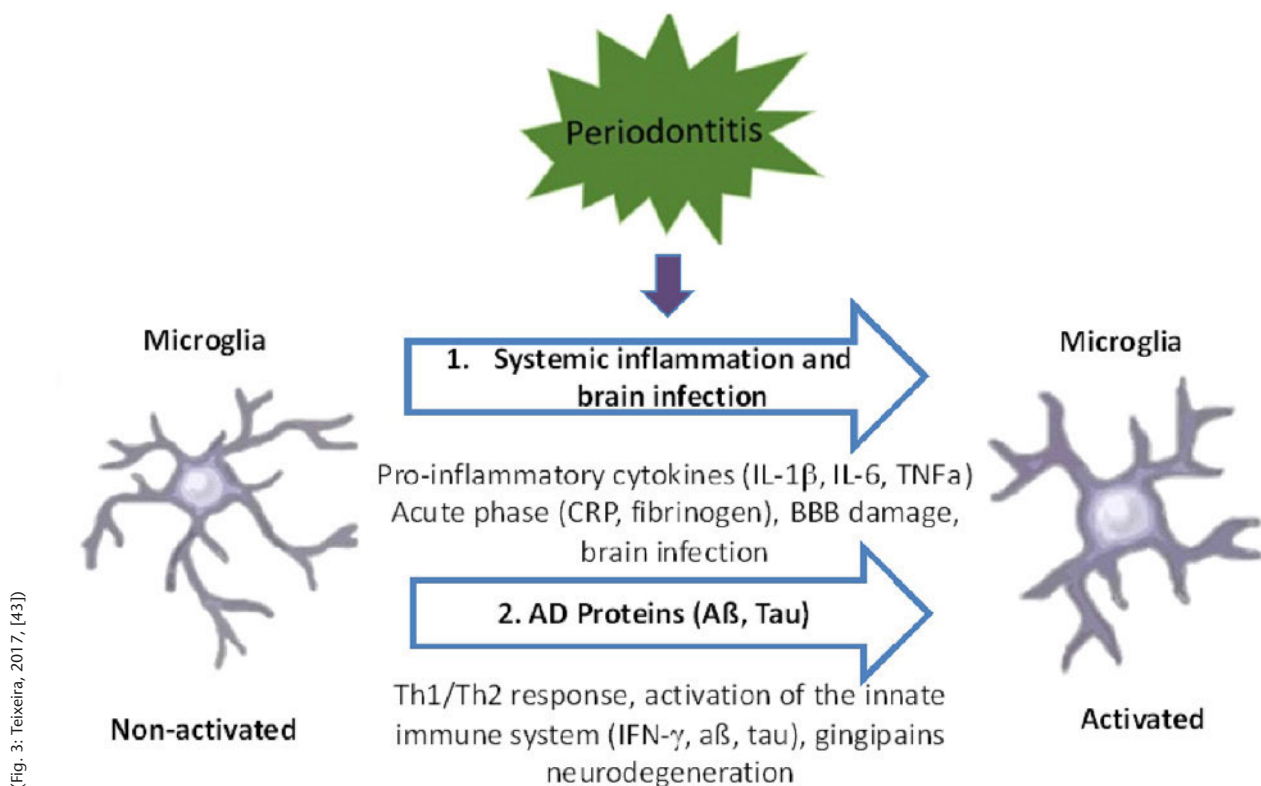 Periodontitis
Microglia
1. Systemic inflammation and
brain infection
Microglia
Pro-inflammatory cytokines (IL-1β, IL-6, TNFa)
Acute phase (CRP, fibrinogen), BBB damage,
brain infection
2. AD Proteins (Aß, Tau)
Non-activated
Th1/Th2 response, activation of the innate
immune system (IFN-γ, aß, tau), gingipains
neurodegeneration
Activated
(Fig. 3: Teixeira, 2017, [43])